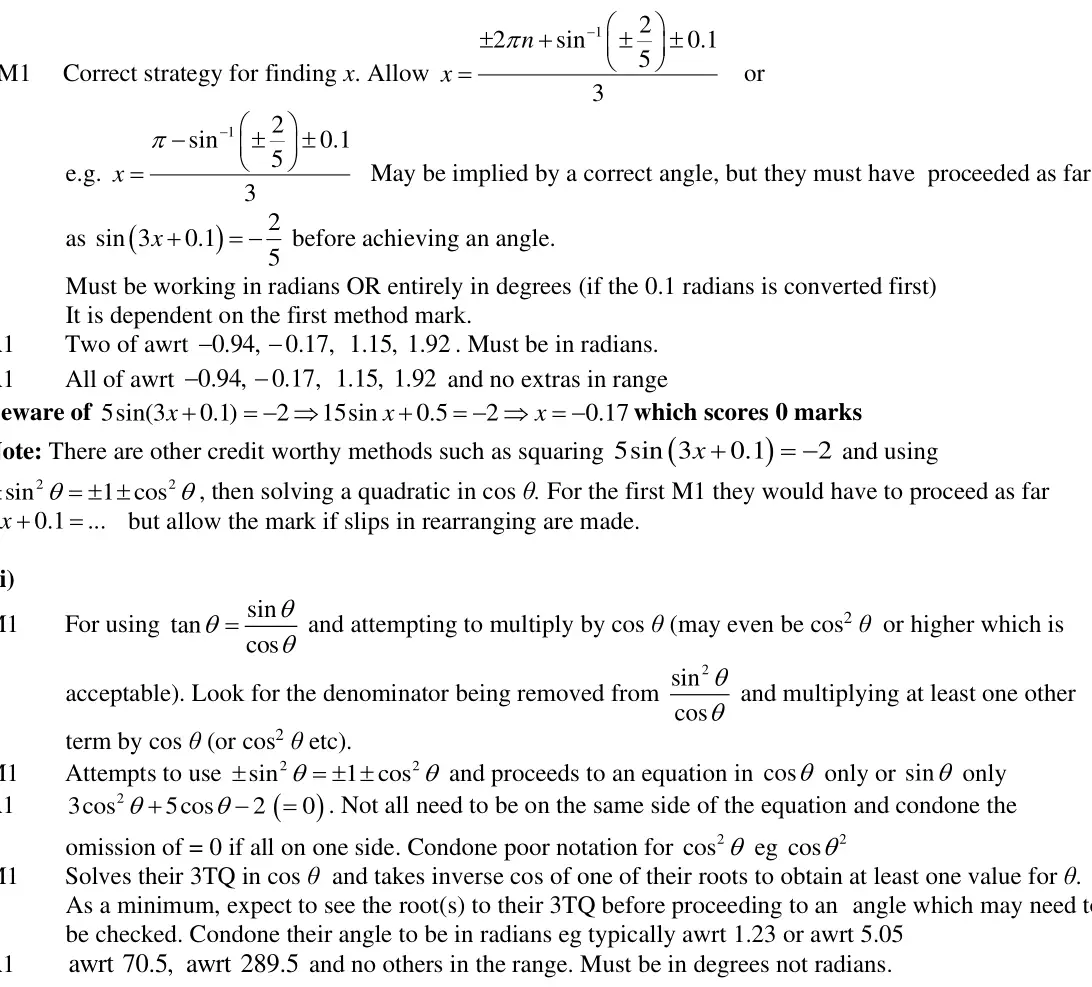 M1 Correct strategy for finding x. Allow x = (±2πn + sin⁻¹(± 2/5) ± 0.1)/3 or
e.g. x = (π − sin⁻¹(± 2/5) ± 0.1)/3 May be implied by a correct angle, but they must have proceeded as far
as sin(3x + 0.1) = − 2/5 before achieving an angle.
Must be working in radians OR entirely in degrees (if the 0.1 radians is converted first)
It is dependent on the first method mark.
1 Two of awrt −0.94, −0.17, 1.15, 1.92. Must be in radians.
1 All of awrt −0.94, −0.17, 1.15, 1.92 and no extras in range
eware of 5sin(3x + 0.1) = −2 ⇒ 15sin x + 0.5 = −2 ⇒ x = −0.17 which scores 0 marks
ote: There are other credit worthy methods such as squaring 5sin(3x + 0.1) = −2 and using
sin² θ = ±1 ± cos² θ, then solving a quadratic in cos θ. For the first M1 they would have to proceed as far
x + 0.1 = ... but allow the mark if slips in rearranging are made.
i)
M1 For using tan θ = sin θ/cos θ and attempting to multiply by cos θ (may even be cos² θ or higher which is
acceptable). Look for the denominator being removed from sin² θ/cos θ and multiplying at least one other
term by cos θ (or cos² θ etc).
M1 Attempts to use ±sin² θ = ±1 ± cos² θ and proceeds to an equation in cos θ only or sin θ only
1 3cos² θ + 5cos θ − 2 (= 0). Not all need to be on the same side of the equation and condone the
omission of = 0 if all on one side. Condone poor notation for cos² θ eg cos θ²
M1 Solves their 3TQ in cos θ and takes inverse cos of one of their roots to obtain at least one value for θ.
As a minimum, expect to see the root(s) to their 3TQ before proceeding to an angle which may need to
be checked. Condone their angle to be in radians eg typically awrt 1.23 or awrt 5.05
1 awrt 70.5, awrt 289.5 and no others in the range. Must be in degrees not radians.